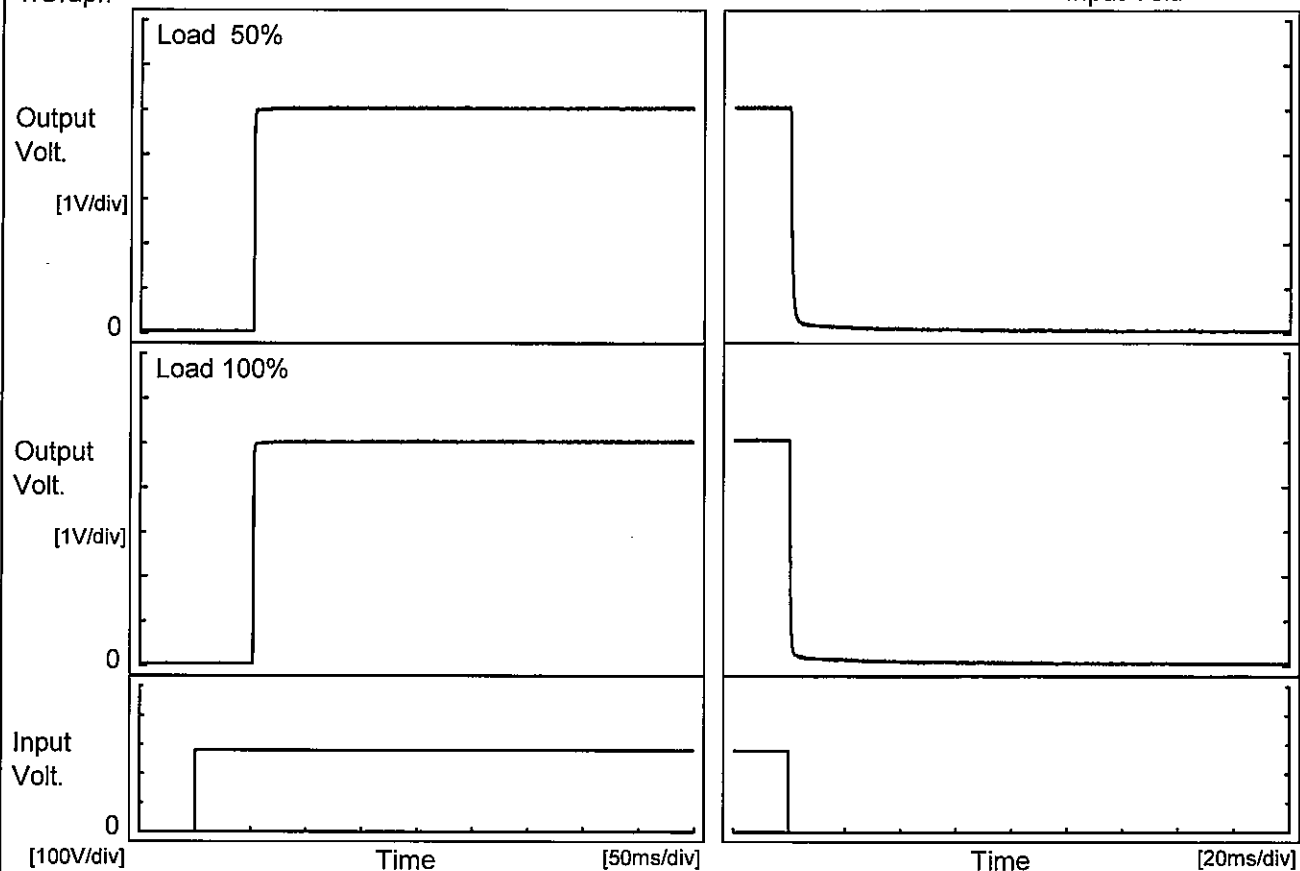 Load 50%
Output
Volt.
[1V/div]
0
Load 100%
Output
Volt.
[1V/div]
0
Input
Volt.
0
[100V/div]
Time
[50ms/div]
Time
[20ms/div]